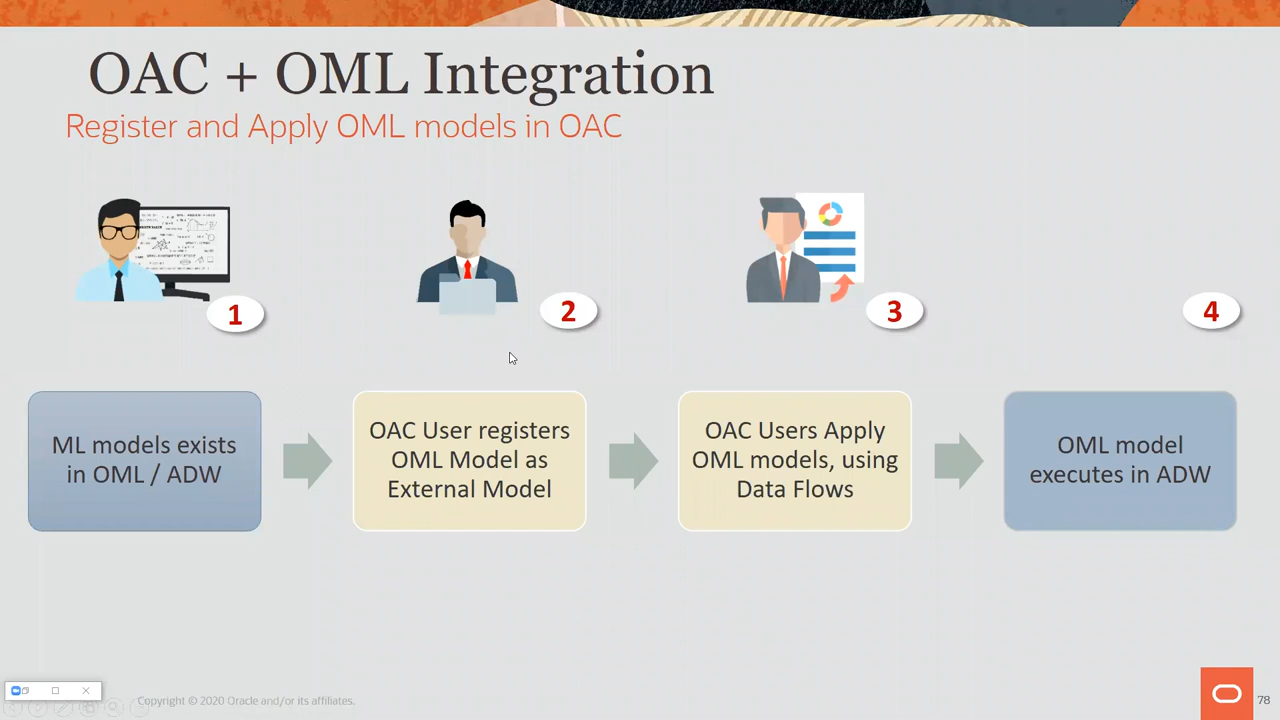 OAC + OML Integration
Register and Apply OML models in OAC
1
2
3
4
ML models exists
in OML / ADW
OAC User registers
OML Model as
External Model
OAC Users Apply
OML models, using
Data Flows
OML model
executes in ADW
Copyright © 2020 Oracle and/or its affiliates.
78